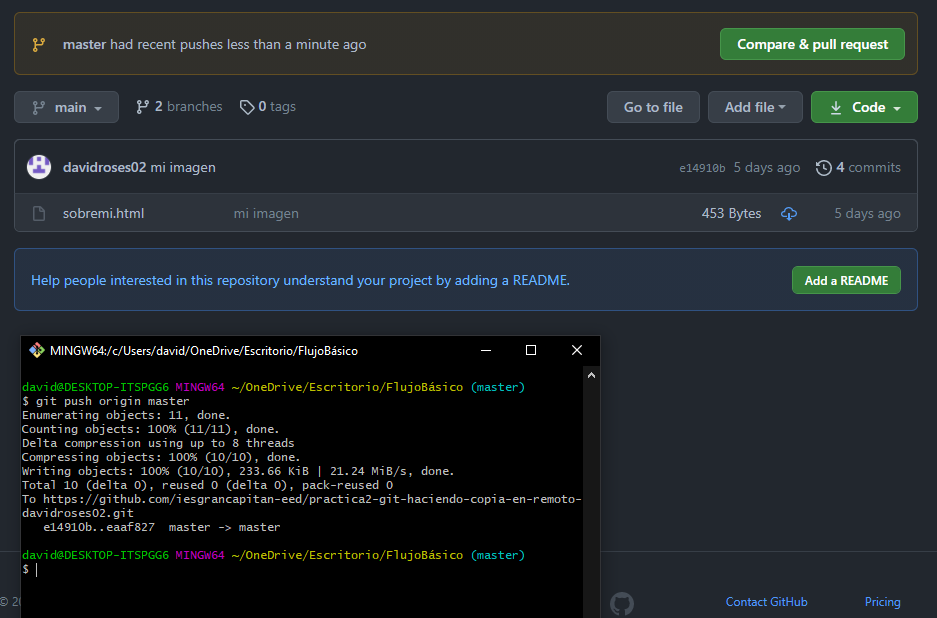 master had recent pushes less than a minute ago
Compare & pull request
main
2 branches
0 tags
Go to file
Add file
Code
davidroses02 mi imagen
e14910b 5 days ago
4 commits
sobremi.html
mi imagen
453 Bytes
5 days ago
Help people interested in this repository understand your project by adding a README.
Add a README
MINGW64:/c/Users/david/OneDrive/Escritorio/FlujoBásico
david@DESKTOP-ITSPGG6 MINGW64 ~/OneDrive/Escritorio/FlujoBásico (master)
$ git push origin master
Enumerating objects: 11, done.
Counting objects: 100% (11/11), done.
Delta compression using up to 8 threads
Compressing objects: 100% (10/10), done.
Writing objects: 100% (10/10), 233.66 KiB | 21.24 MiB/s, done.
Total 10 (delta 0), reused 0 (delta 0), pack-reused 0
To https://github.com/iesgrancapitan-eed/practica2-git-haciendo-copia-en-remoto-
davidroses02.git
e14910b..eaaf827 master -> master
david@DESKTOP-ITSPGG6 MINGW64 ~/OneDrive/Escritorio/FlujoBásico (master)
$
Contact GitHub
Pricing